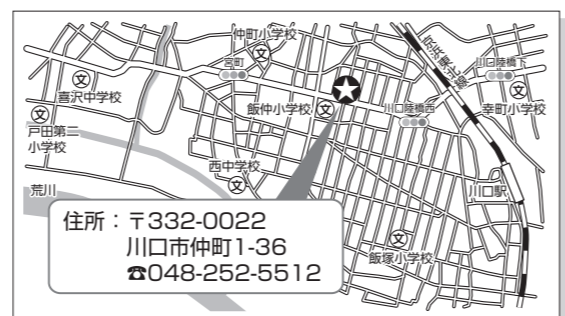 仲町小学校
宮町
京浜東北線
川口陸橋下
喜沢中学校
飯仲小学校
川口陸橋西
幸町小学校
戸田第二
小学校
西中学校
荒川
川口駅
住所：〒332-0022
川口市仲町1-36
☎048-252-5512
飯塚小学校